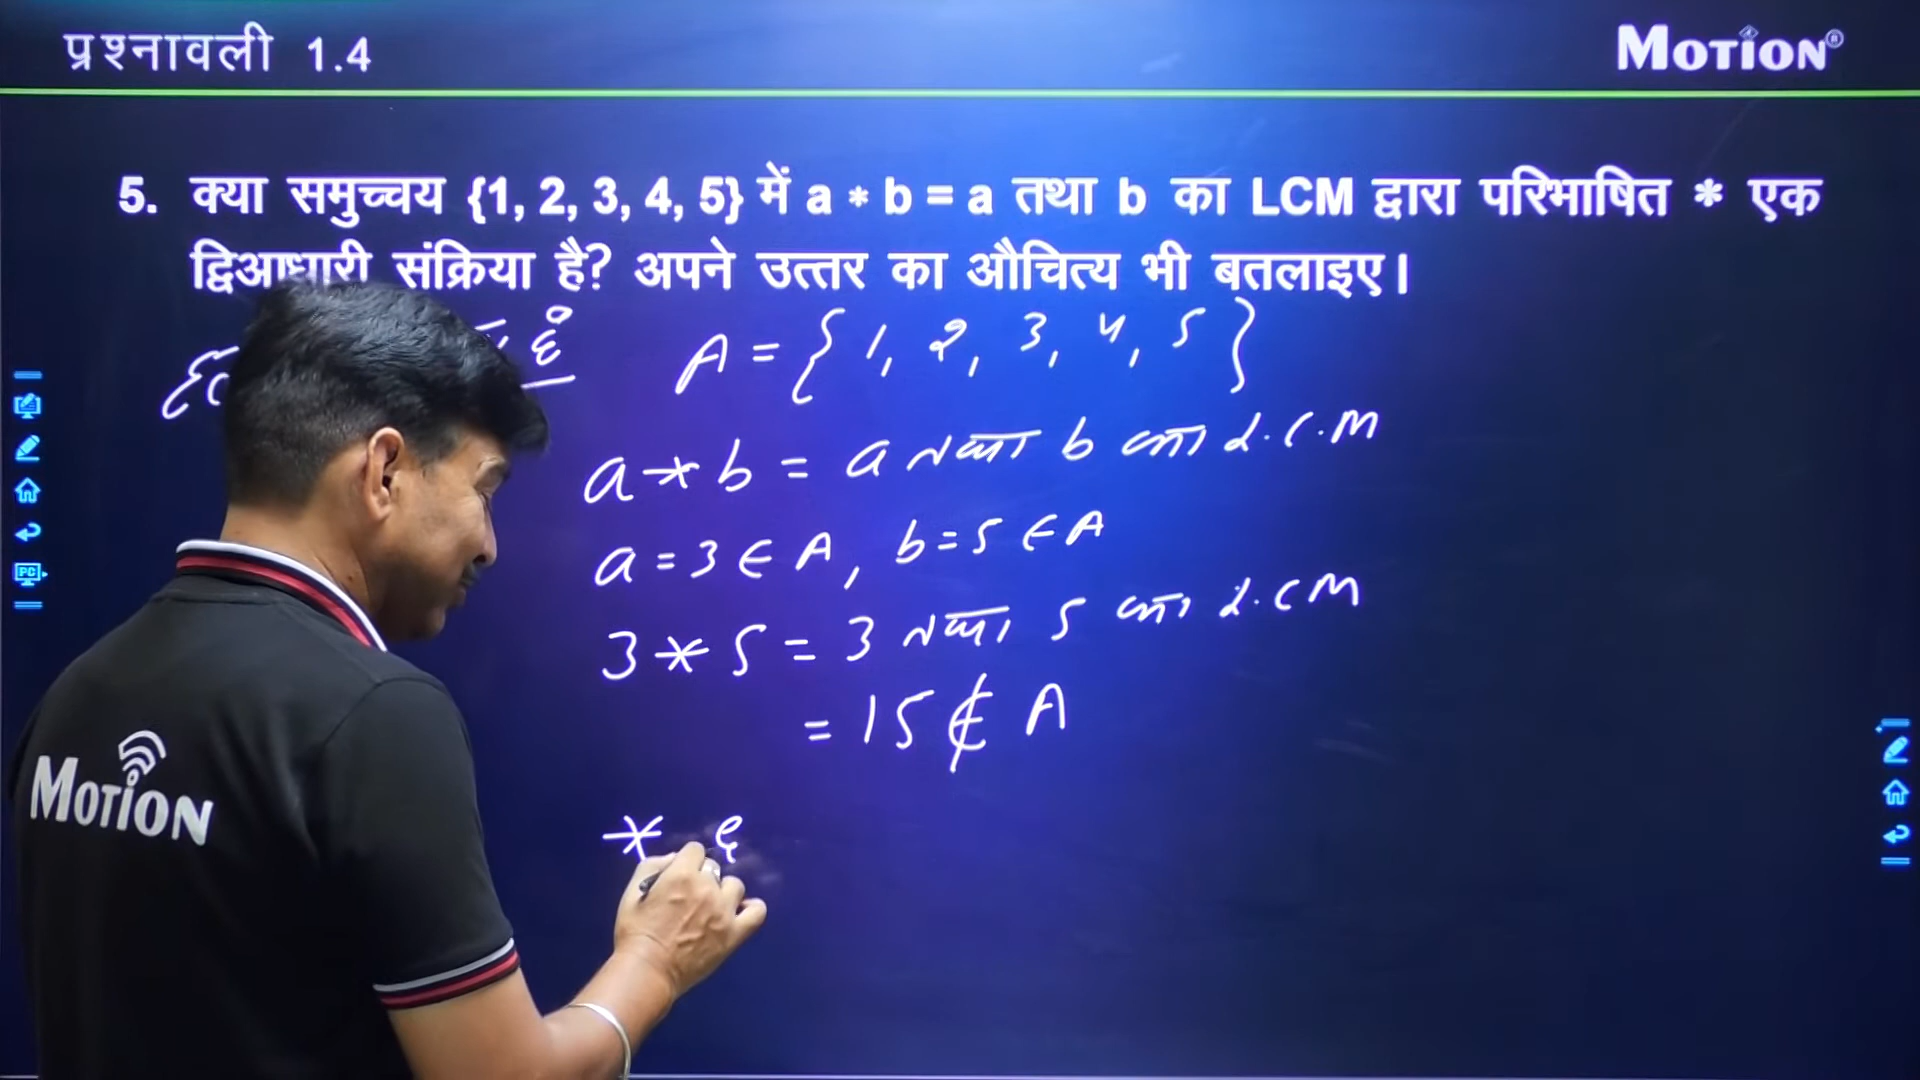 प्रश्नावली 1.4
MOTION®
5. क्या समुच्चय {1, 2, 3, 4, 5} में a * b = a तथा b का LCM द्वारा परिभाषित * एक
द्विआधारी संक्रिया है? अपने उत्तर का औचित्य भी बतलाइए।
A = { 1, 2, 3, 4, 5 }
a * b = a तथा b का L.C.M
a = 3 ∈ A, b = 5 ∈ A
3 * 5 = 3 तथा 5 का L.C M
= 15 ∉ A
*
PC
MOTION